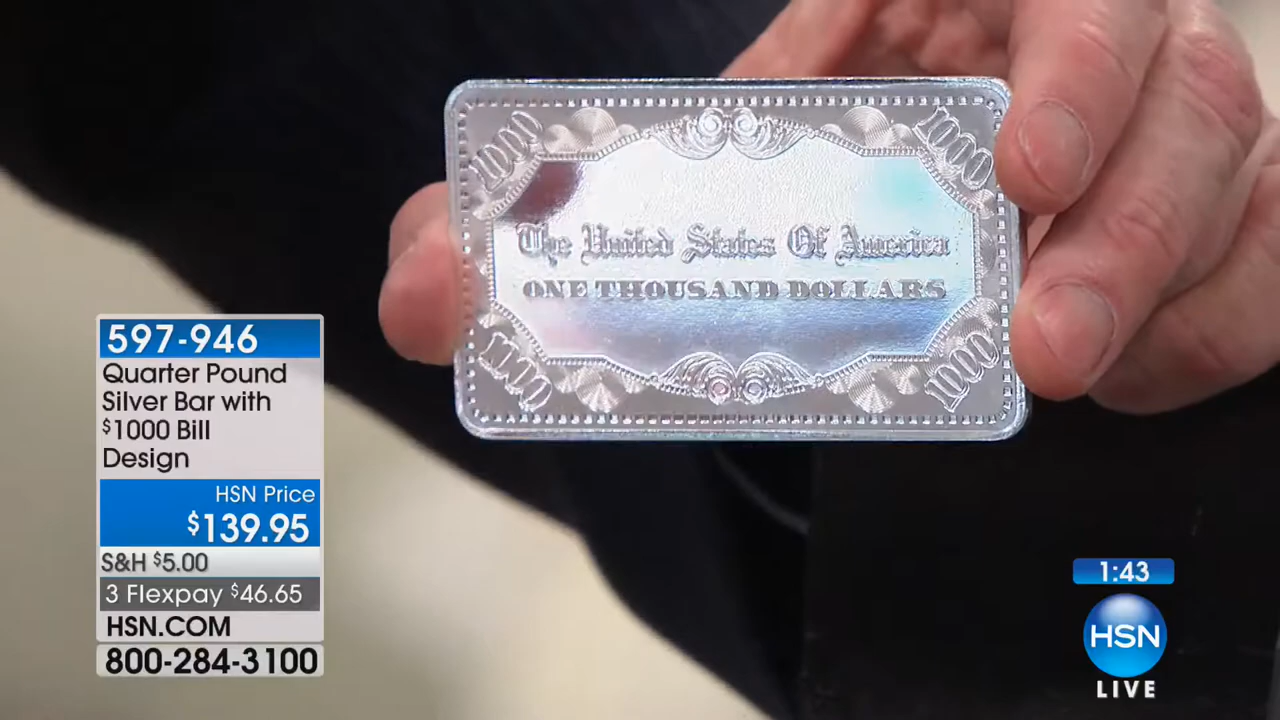 1000
1000
The United States Of America
ONE THOUSAND DOLLARS
1000
1000
597-946
Quarter Pound
Silver Bar with
$1000 Bill
Design
HSN Price
$139.95
S&H $5.00
3 Flexpay $46.65
HSN.COM
800-284-3100
1:43
HSN
LIVE